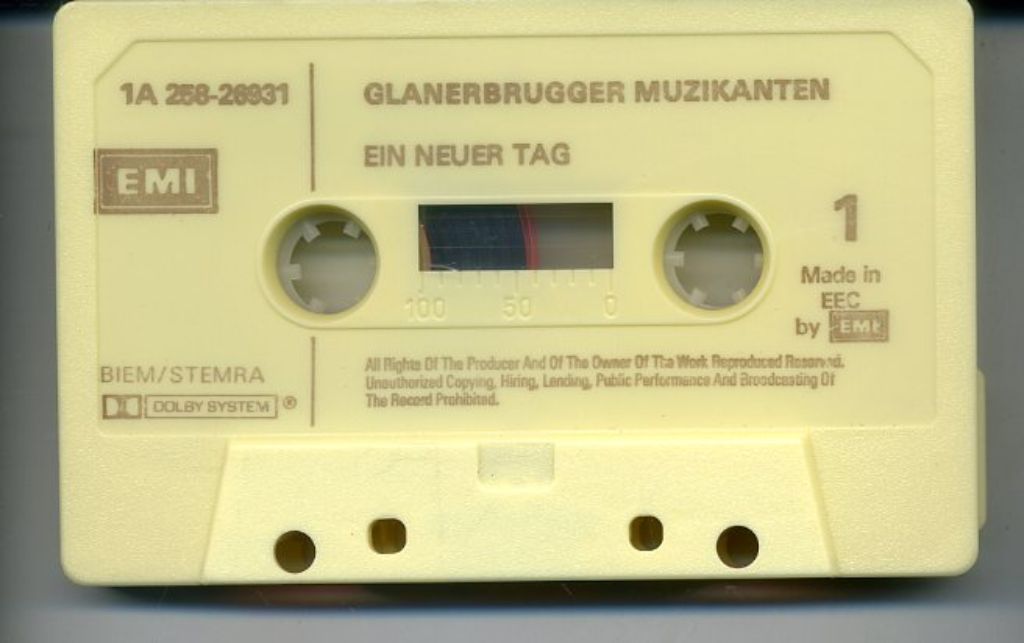 1A 258-26931
GLANERBRUGGER MUZIKANTEN
EIN NEUER TAG
EMI
1
Made in
EEC
by EMI
100 50 0
BIEM/STEMRA
DOLBY SYSTEM ®
All Rights Of The Producer And Of The Owner Of The Work Reproduced Reserved.
Unauthorized Copying, Hiring, Lending, Public Performance And Broadcasting Of
The Record Prohibited.